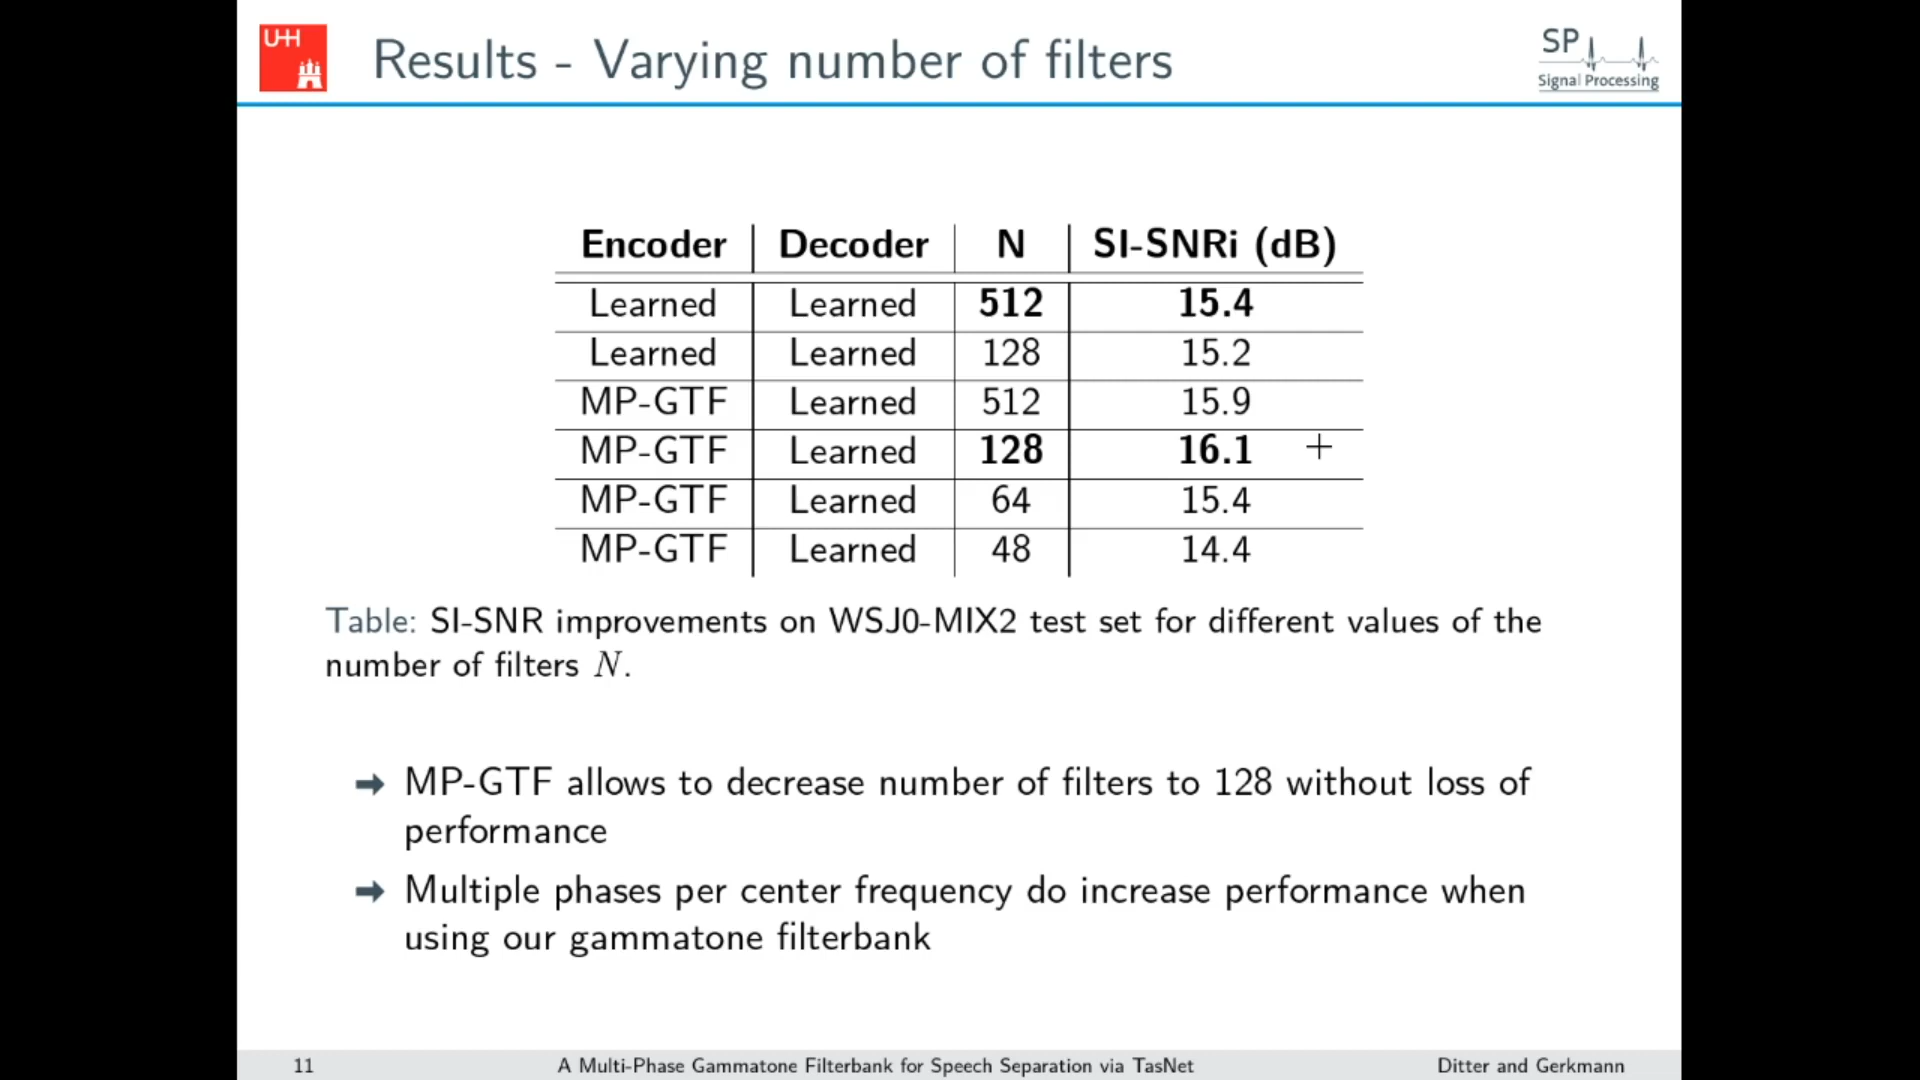 UH
Results - Varying number of filters
SP
Signal Processing
Encoder Decoder N SI-SNRi (dB)
Learned Learned 512 15.4
Learned Learned 128 15.2
MP-GTF Learned 512 15.9
MP-GTF Learned 128 16.1
MP-GTF Learned 64 15.4
MP-GTF Learned 48 14.4
Table: SI-SNR improvements on WSJ0-MIX2 test set for different values of the
number of filters N.
➡ MP-GTF allows to decrease number of filters to 128 without loss of
performance
➡ Multiple phases per center frequency do increase performance when
using our gammatone filterbank
11 A Multi-Phase Gammatone Filterbank for Speech Separation via TasNet Ditter and Gerkmann